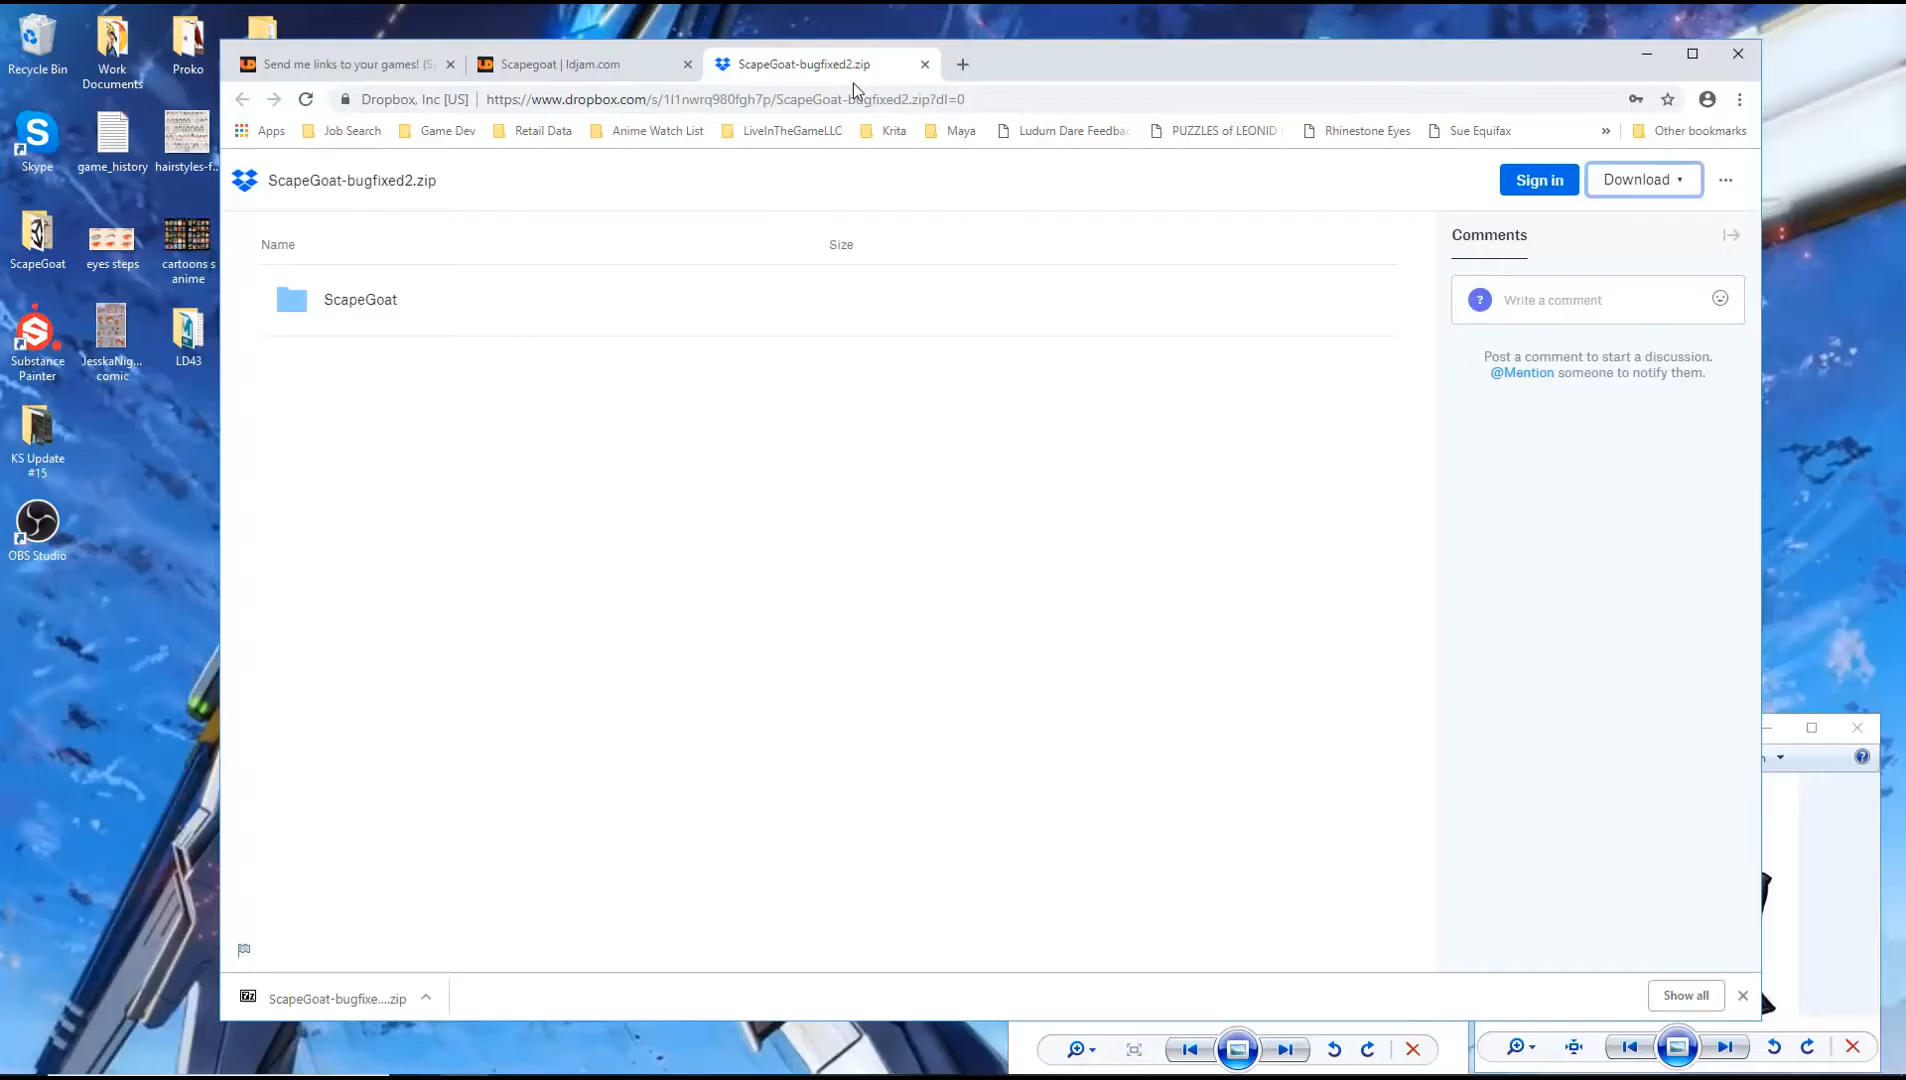 Recycle Bin
Work
Documents
Proko
Skype
game_history
hairstyles-f...
ScapeGoat
eyes steps
cartoons s
anime
Substance
Painter
JesskaNig...
comic
LD43
KS Update
#15
OBS Studio
Send me links to your games! (S
Scapegoat | ldjam.com
ScapeGoat-bugfixed2.zip
Dropbox, Inc [US] | https://www.dropbox.com/s/1l1nwrq980fgh7p/ScapeGoat-bugfixed2.zip?dl=0
Apps Job Search Game Dev Retail Data Anime Watch List LiveInTheGameLLC Krita Maya Ludum Dare Feedbac PUZZLES of LEONID Rhinestone Eyes Sue Equifax » Other bookmarks
ScapeGoat-bugfixed2.zip
Sign in
Download
Name Size
ScapeGoat
Comments
? Write a comment
Post a comment to start a discussion.
@Mention someone to notify them.
7z ScapeGoat-bugfixe....zip
Show all